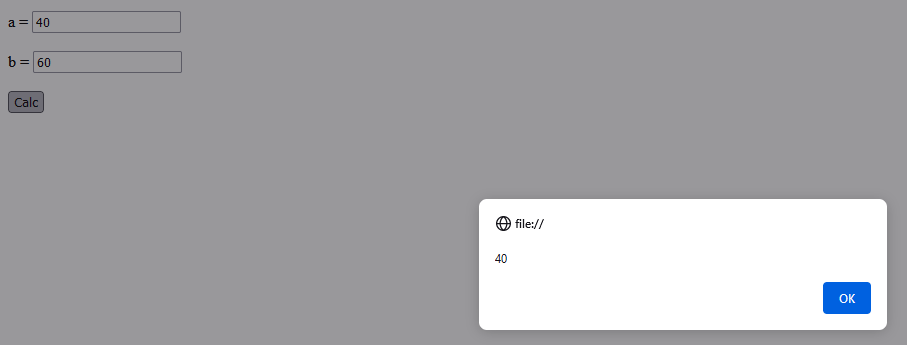 a = 40
b = 60
Calc
file://
40
OK